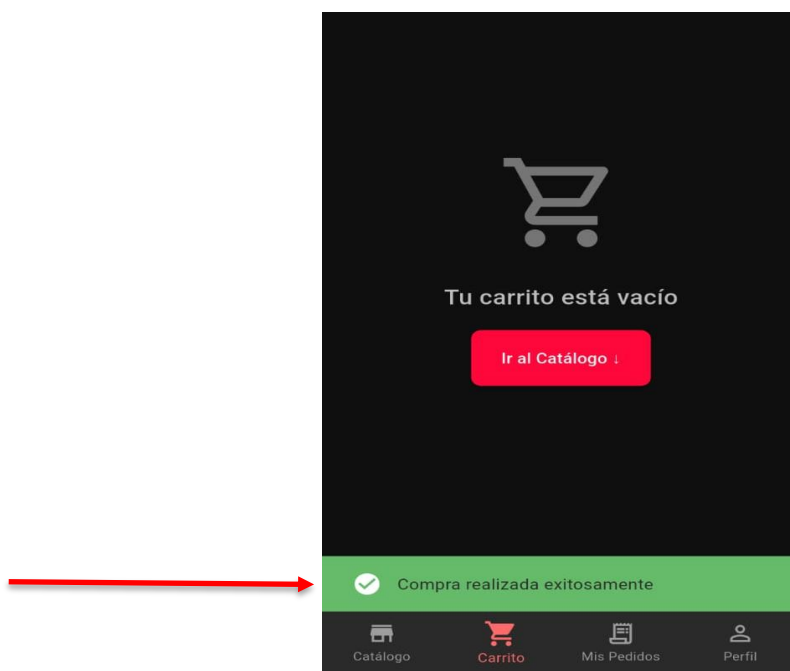 Tu carrito está vacío
Ir al Catálogo ↓
Compra realizada exitosamente
Catálogo Carrito Mis Pedidos Perfil